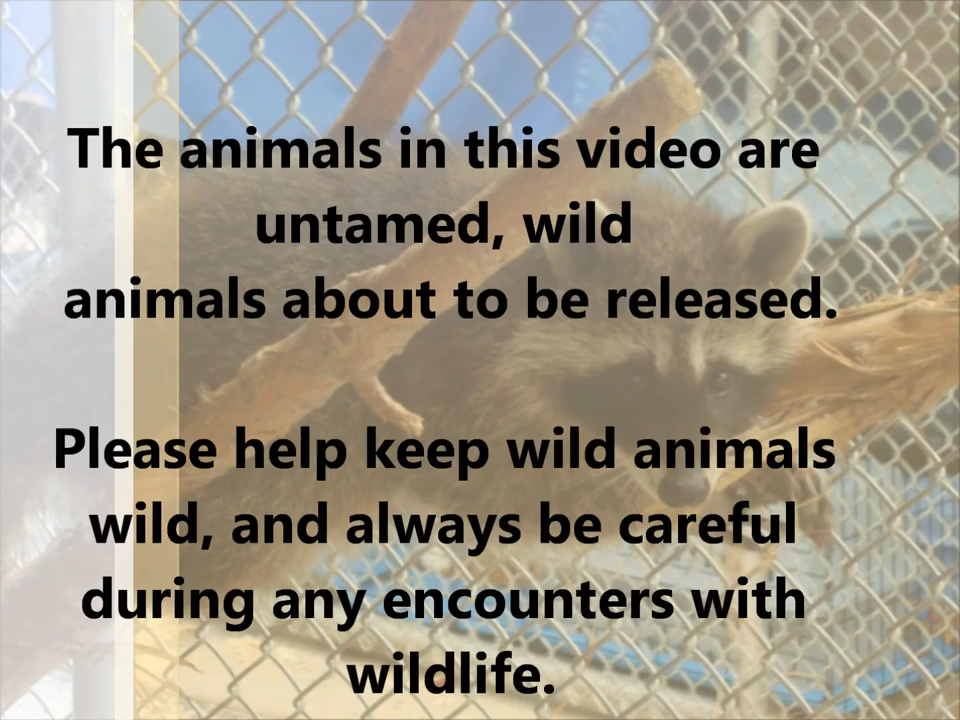 The animals in this video are
untamed, wild
animals about to be released.
Please help keep wild animals
wild, and always be careful
during any encounters with
wildlife.